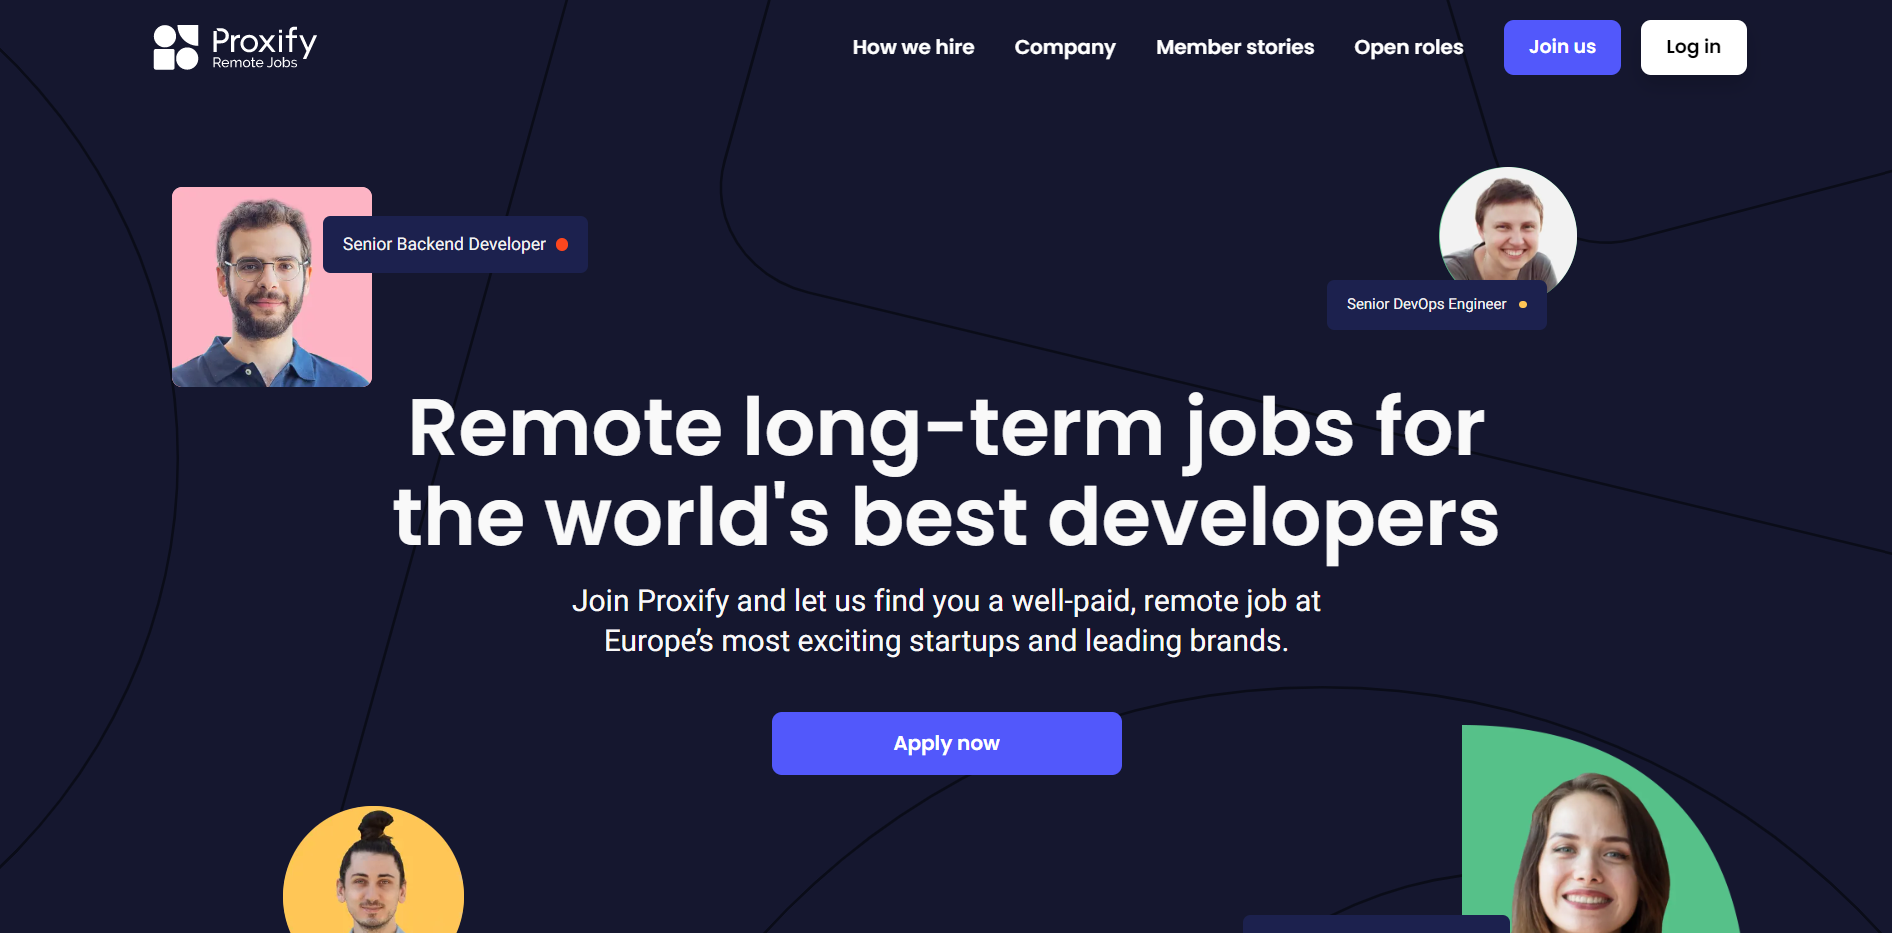 Proxify
Remote Jobs
How we hire
Company
Member stories
Open roles
Join us
Log in
Senior Backend Developer
Senior DevOps Engineer
Remote long-term jobs for
the world's best developers
Join Proxify and let us find you a well-paid, remote job at
Europe’s most exciting startups and leading brands.
Apply now